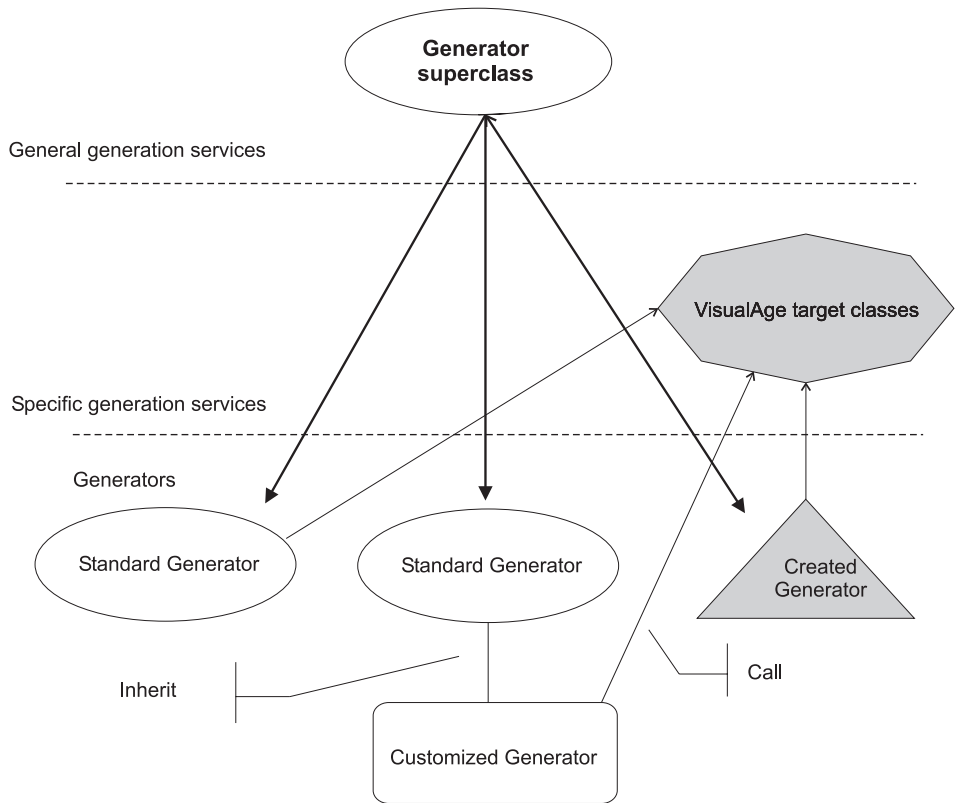 Generator
superclass
General generation services
VisualAge target classes
Specific generation services
Generators
Standard Generator
Standard Generator
Created
Generator
Inherit
Call
Customized Generator